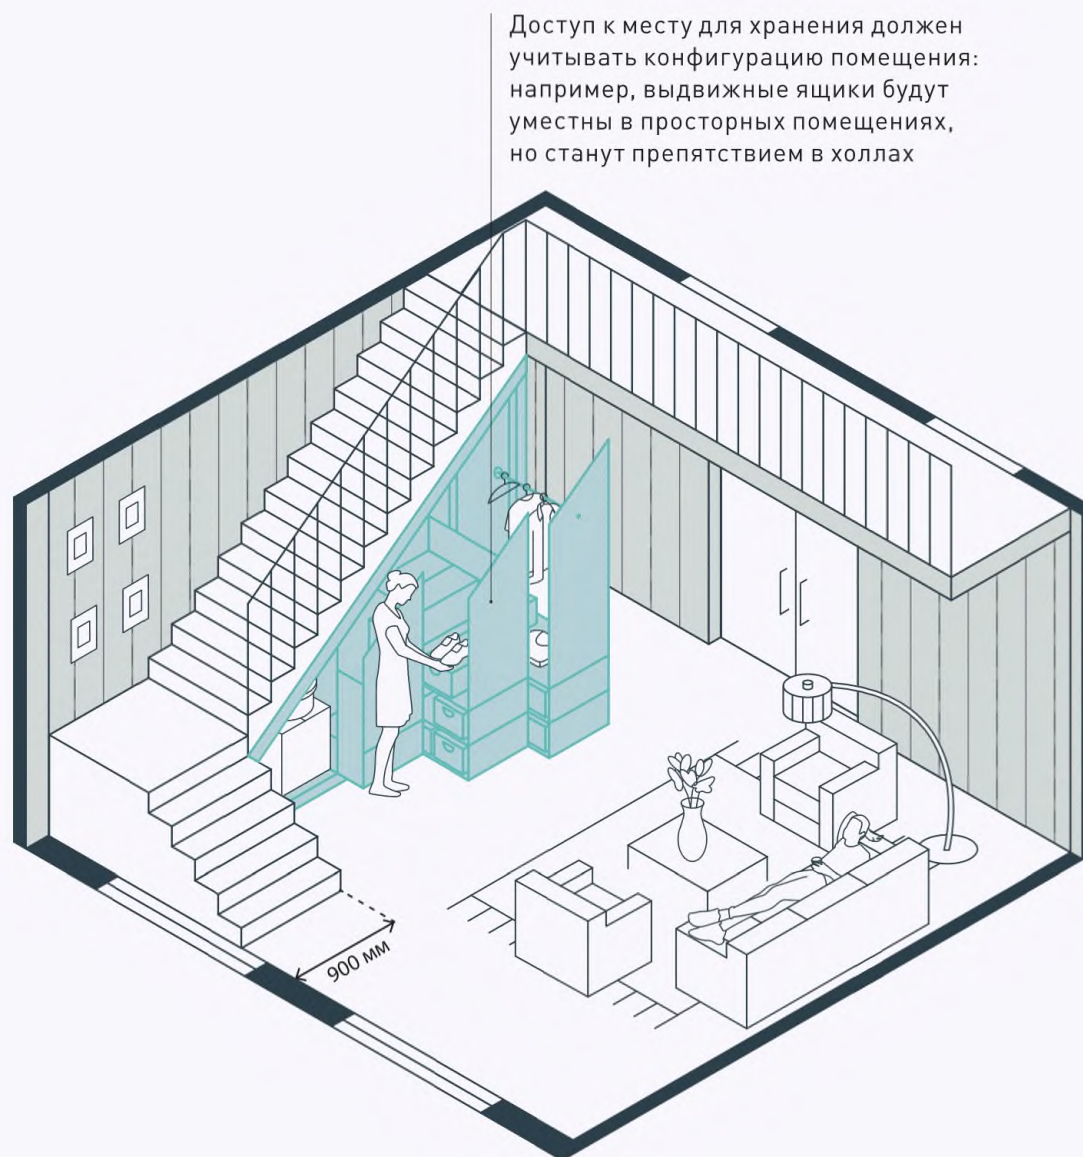 Доступ к месту для хранения должен
учитывать конфигурацию помещения:
например, выдвижные ящики будут
уместны в просторных помещениях,
но станут препятствием в холлах
900 мм